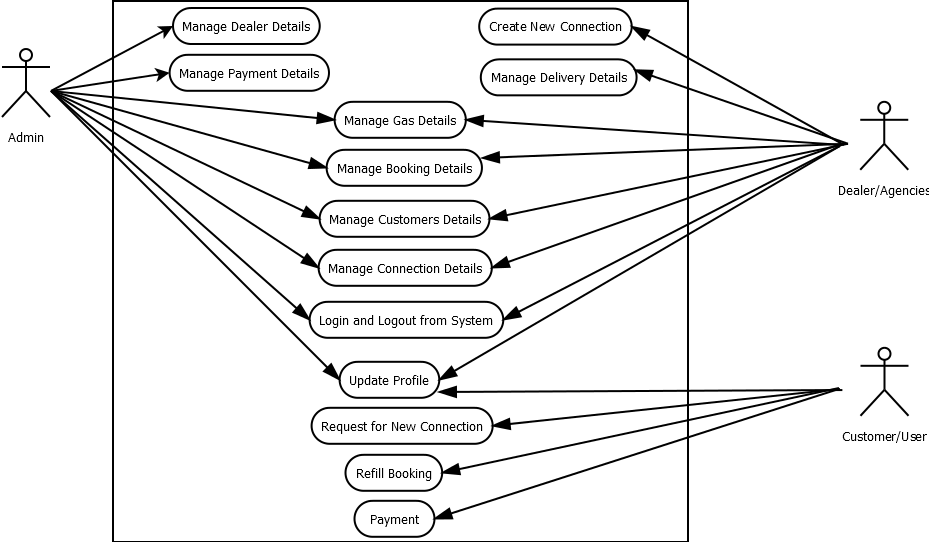 Manage Dealer Details
Create New Connection
Manage Payment Details
Manage Delivery Details
Manage Gas Details
Admin
Manage Booking Details
Dealer/Agencies
Manage Customers Details
Manage Connection Details
Login and Logout from System
Update Profile
Request for New Connection
Customer/User
Refill Booking
Payment